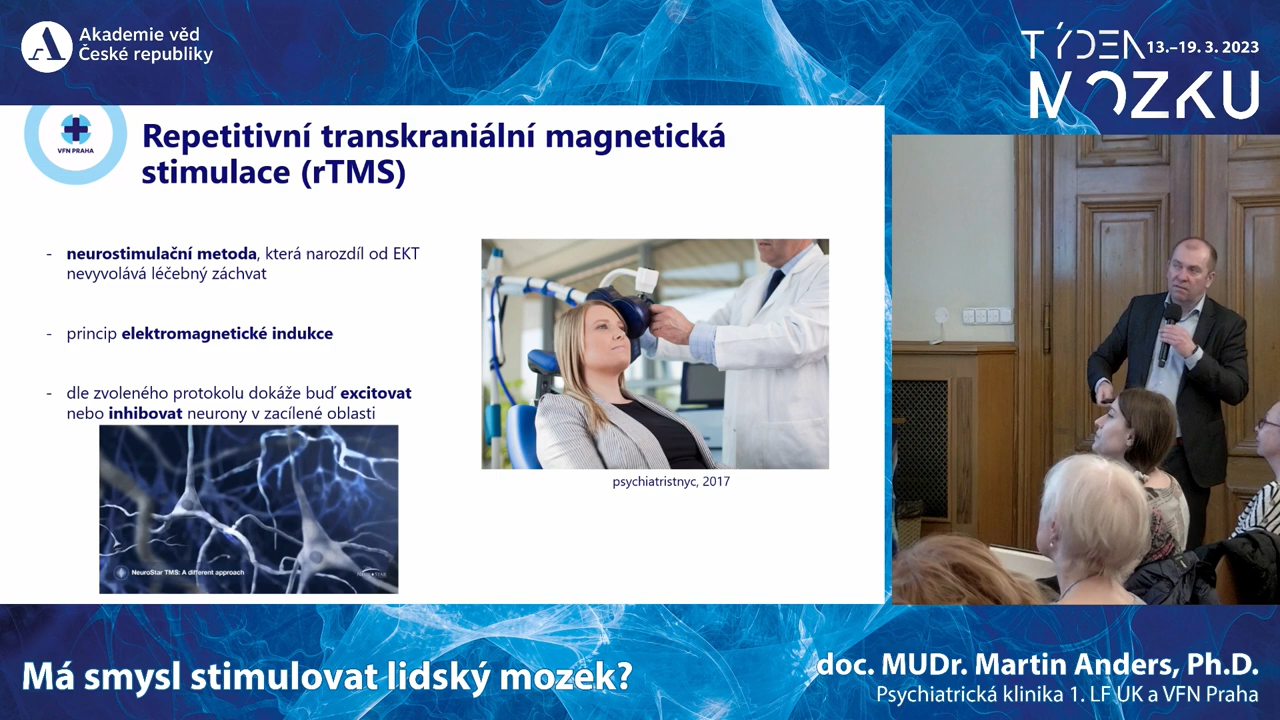 Akademie věd
České republiky
TÝDEN 13.–19. 3. 2023
MOZKU
VFN PRAHA
Repetitivní transkraniální magnetická
stimulace (rTMS)
- neurostimulační metoda, která narozdíl od EKT
nevyvolává léčebný záchvat
- princip elektromagnetické indukce
- dle zvoleného protokolu dokáže buď excitovat
nebo inhibovat neurony v zacílené oblasti
NeuroStar TMS: A different approach
psychiatristnyc, 2017
Má smysl stimulovat lidský mozek?
doc. MUDr. Martin Anders, Ph.D.
Psychiatrická klinika 1. LF UK a VFN Praha